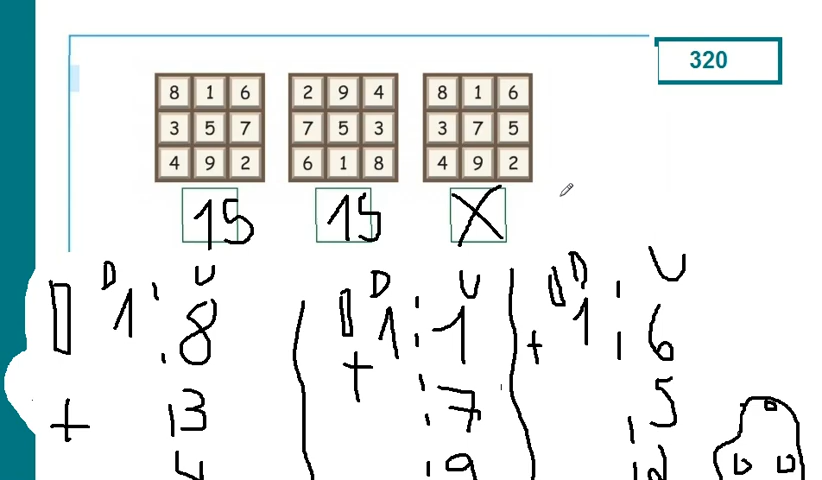 320
8 1 6 2 9 4 8 1 6
3 5 7 7 5 3 3 7 5
4 9 2 6 1 8 4 9 2
15 15 X
D U D U D U
1 8 1 1 1 6
+ 3 + 7 + 5
4 9 2